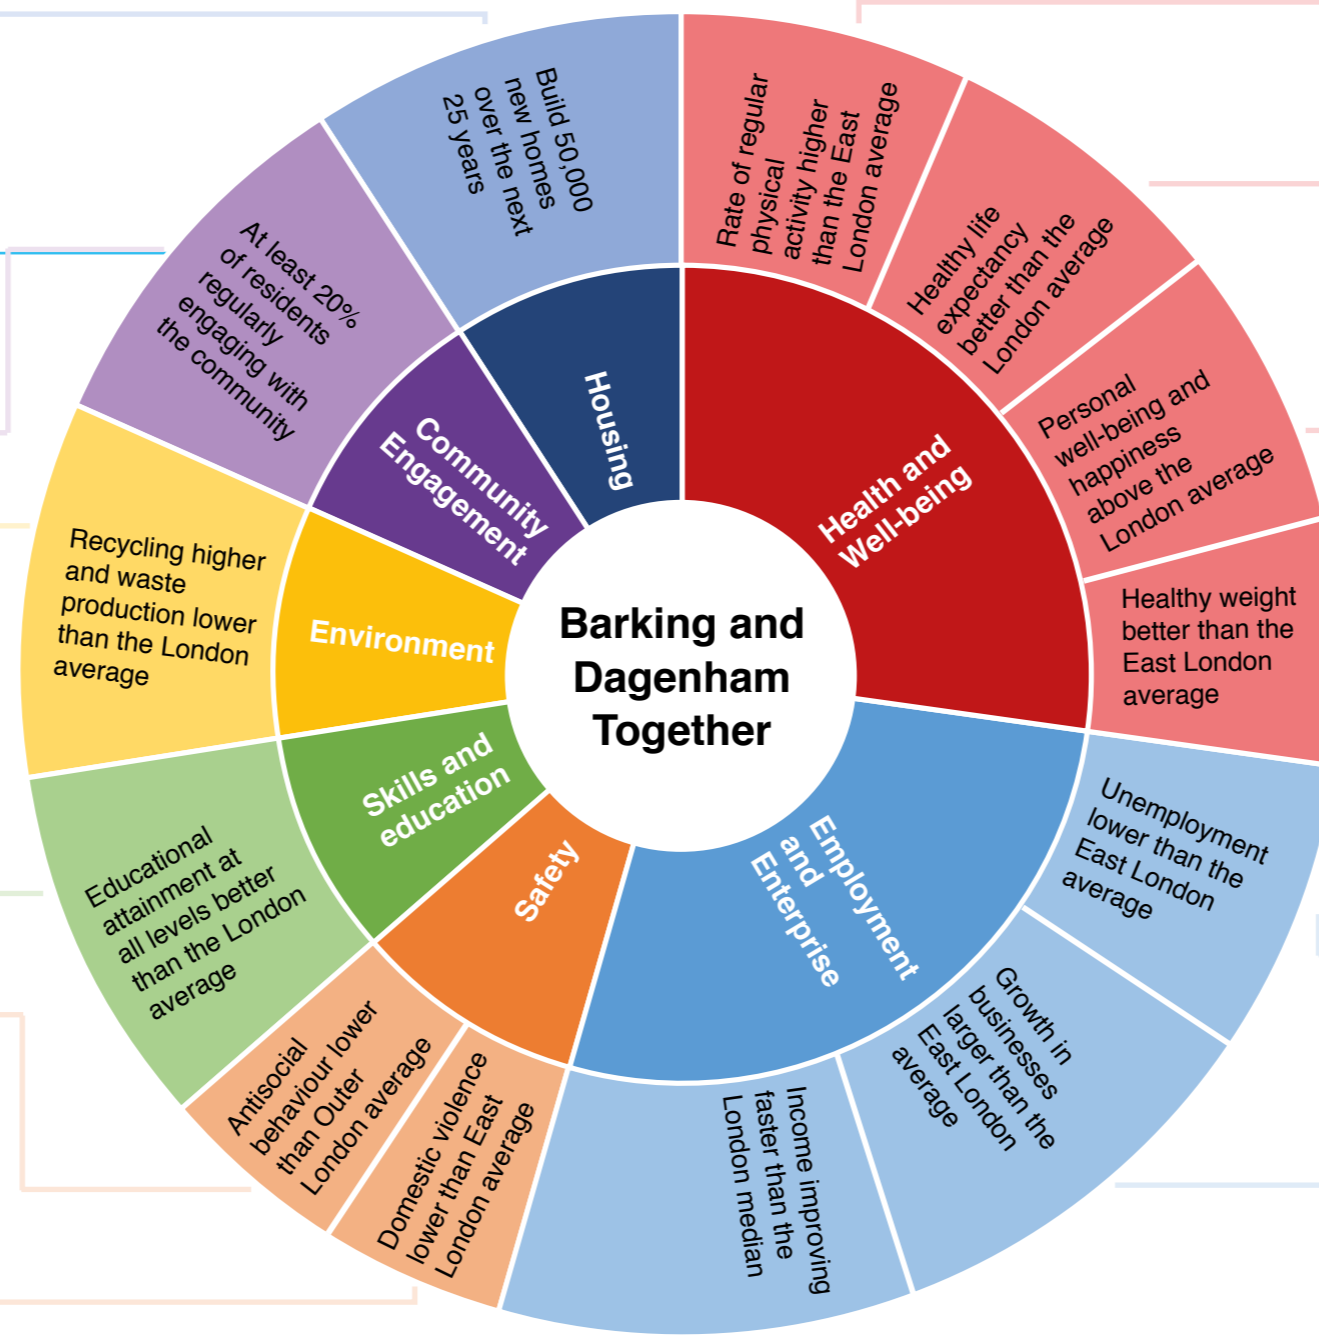 Barking and
Dagenham
Together
Health and
Well-being
Rate of regular
physical
activity higher
than the East
London average
Healthy life
expectancy
better than the
London average
Personal
well-being and
happiness
above the
London average
Healthy weight
better than the
East London
average
Employment
and
Enterprise
Unemployment
lower than the
East London
average
Growth in
businesses
larger than the
East London
average
Income improving
faster than the
London median
Safety
Domestic violence
lower than East
London average
Antisocial
behaviour lower
than Outer
London average
Skills and
education
Educational
attainment at
all levels better
than the London
average
Environment
Recycling higher
and waste
production lower
than the London
average
Community
Engagement
At least 20%
of residents
regularly
engaging with
the community
Housing
Build 50,000
new homes
over the next
25 years